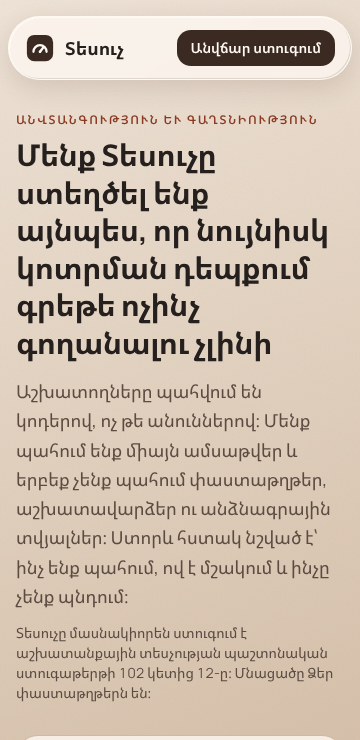 Տեսուչ
Անվճար ստուգում
ԱՆՎՏԱՆԳՈՒԹՅՈՒՆ ԵՒ ԳԱՂՏՆԻՈՒԹՅՈՒՆ
Մենք Տեսուչը
ստեղծել ենք
այնպես, որ նույնիսկ
կոտրման դեպքում
գրեթե ոչինչ
գողանալու չլինի
Աշխատողները պահվում են
կոդերով, ոչ թե անուններով: Մենք
պահում ենք միայն ամսաթվեր և
երբեք չենք պահում փաստաթղթեր,
աշխատավարձեր ու անձնագրային
տվյալներ: Ստորև հստակ նշված է՝
ինչ ենք պահում, ով է մշակում և ինչը
չենք պնդում:
Տեսուչը մասնակիորեն ստուգում է
աշխատանքային տեսչության պաշտոնական
ստուգաթերթի 102 կետից 12-ը: Մնացածը Ձեր
փաստաթղթերն են: